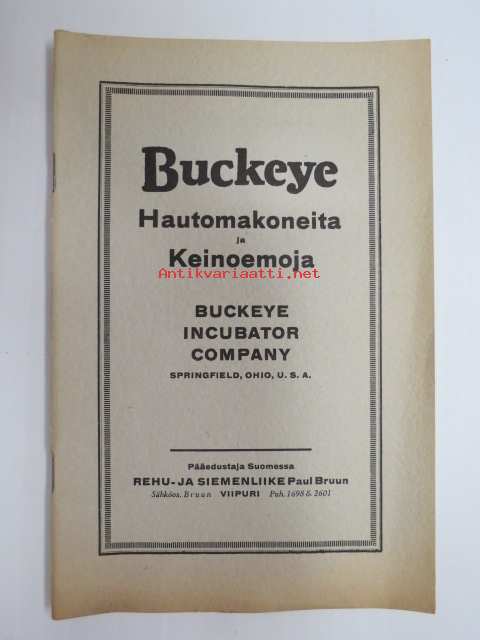 Buckeye
Hautomakoneita
ja
Keinoemoja
Antikvariaatti.net
BUCKEYE
INCUBATOR
COMPANY
SPRINGFIELD, OHIO, U. S. A.
Pääedustaja Suomessa
REHU- JA SIEMENLIIKE Paul Bruun
Sähköos. Bruun VIIPURI Puh. 1698 & 2601